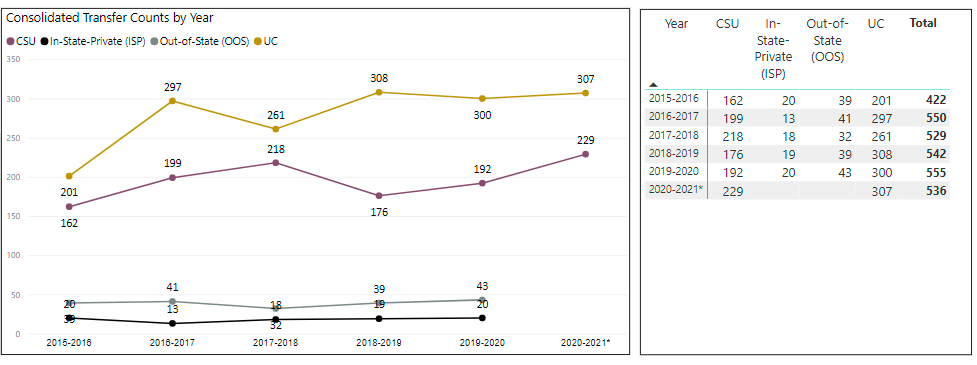 Consolidated Transfer Counts by Year
CSU In-State-Private (ISP) Out-of-State (OOS) UC
350
300
250
200
150
100
50
0
201
297
261
308
300
307
162
199
218
176
192
229
20
41
18
39
43
39
13
32
19
20
2015-2016 2016-2017 2017-2018 2018-2019 2019-2020 2020-2021*
Year CSU In- Out-of- UC Total
State- State
Private (OOS)
(ISP)
2015-2016 162 20 39 201 422
2016-2017 199 13 41 297 550
2017-2018 218 18 32 261 529
2018-2019 176 19 39 308 542
2019-2020 192 20 43 300 555
2020-2021* 229 307 536